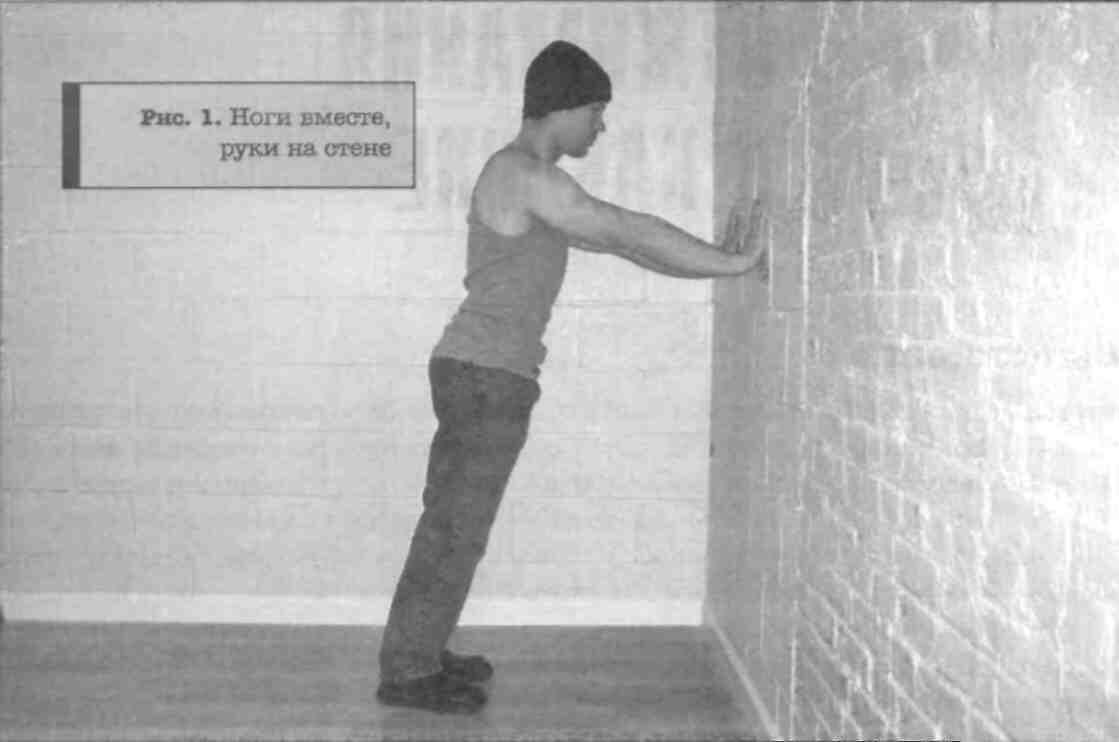 Рис. 1. Ноги вместе,
руки на стене